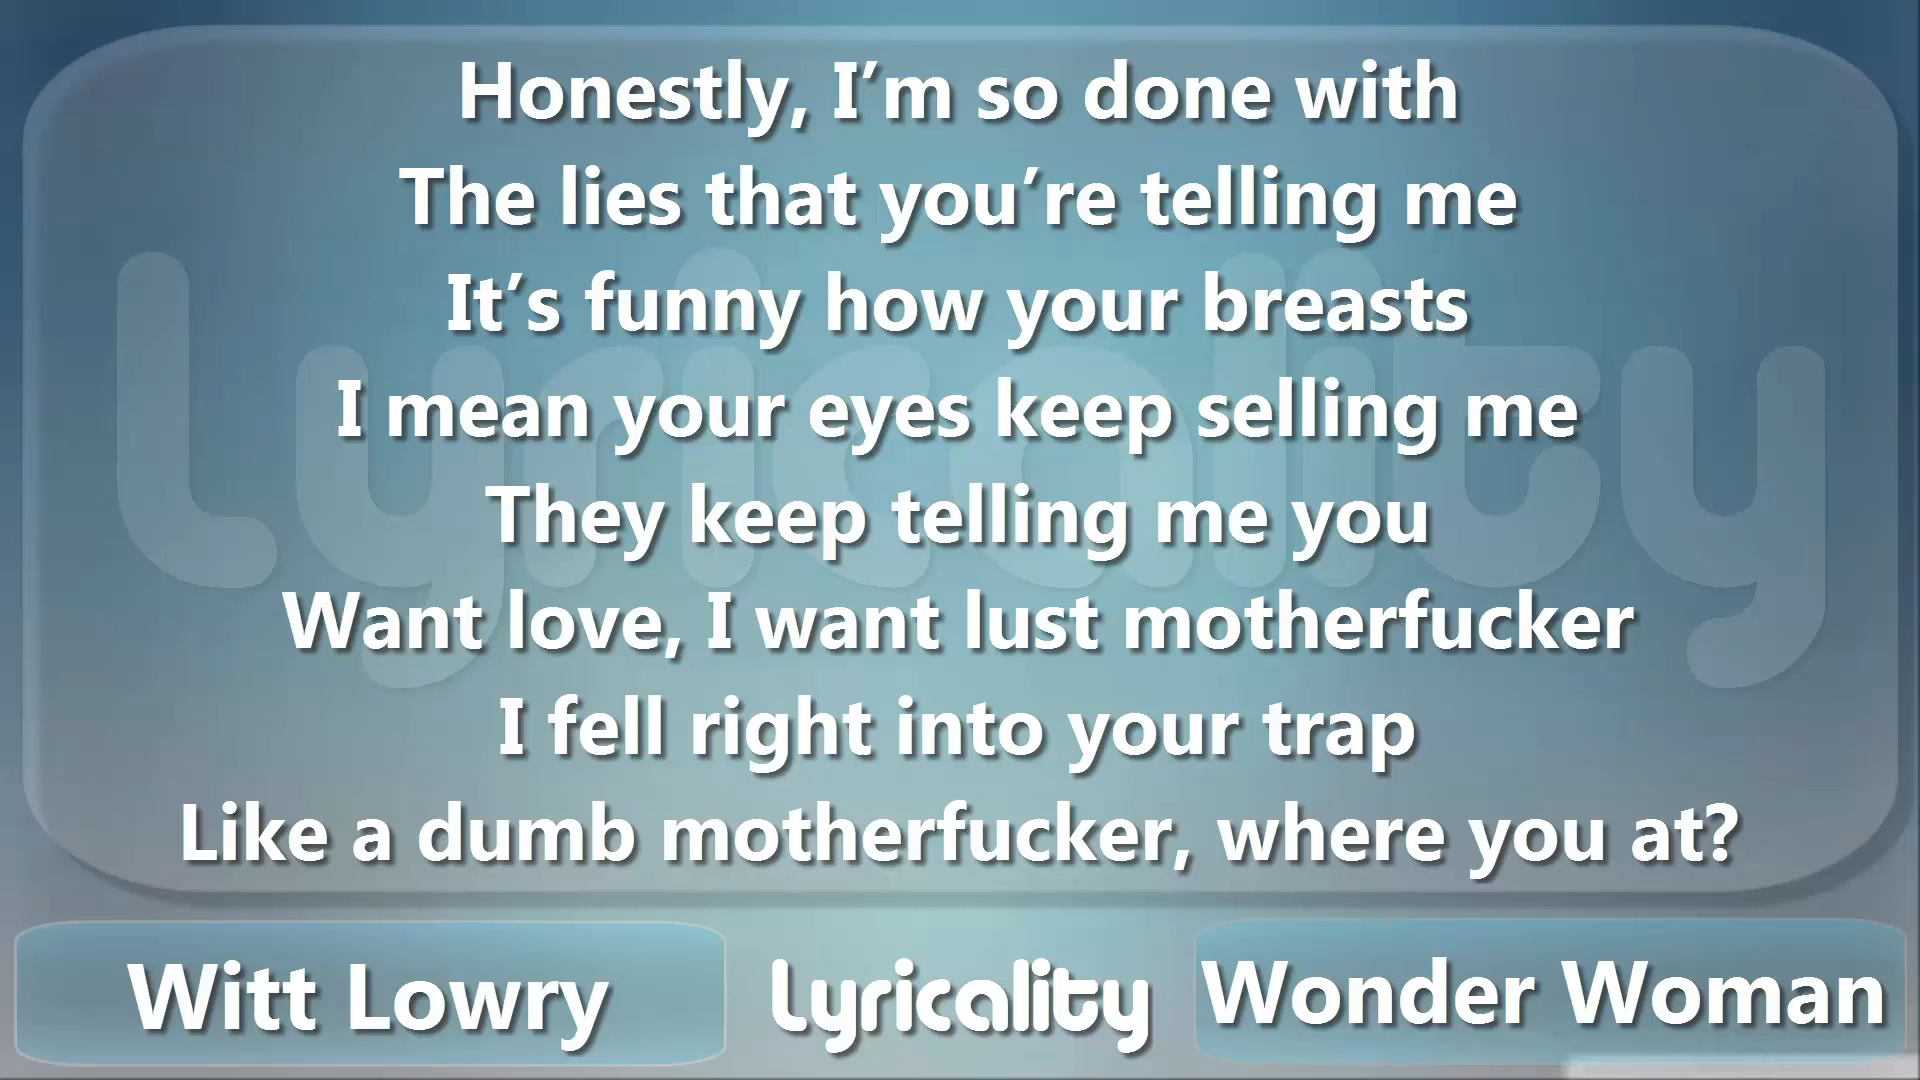 Honestly, I’m so done with
The lies that you’re telling me
It’s funny how your breasts
I mean your eyes keep selling me
They keep telling me you
Want love, I want lust motherfucker
I fell right into your trap
Like a dumb motherfucker, where you at?
Lyricality
Witt Lowry
Lyricality
Wonder Woman